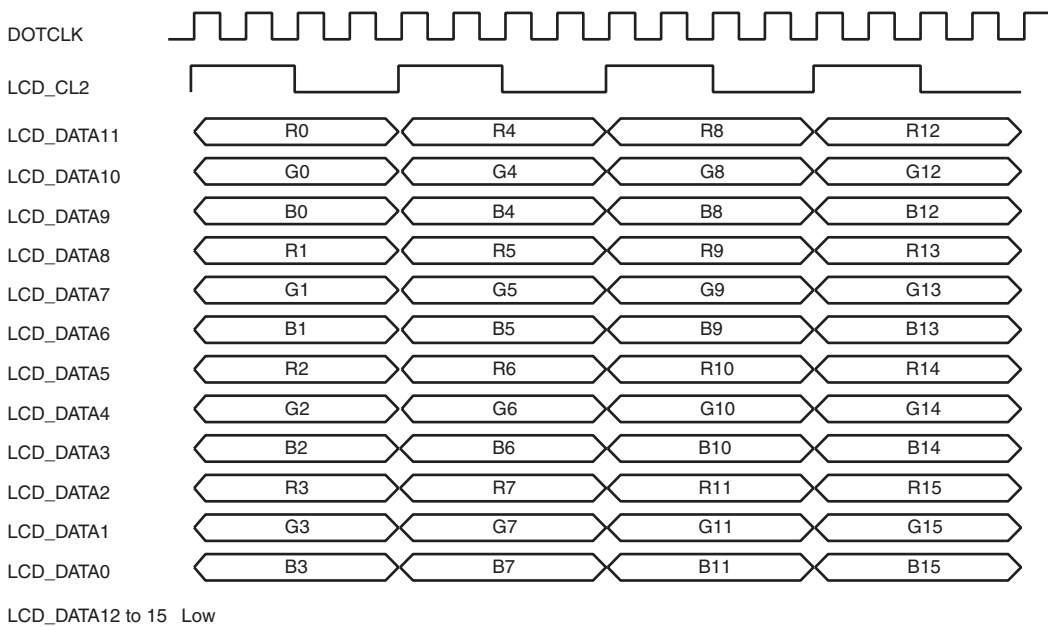 DOTCLK
LCD_CL2
LCD_DATA11 R0 R4 R8 R12
LCD_DATA10 G0 G4 G8 G12
LCD_DATA9 B0 B4 B8 B12
LCD_DATA8 R1 R5 R9 R13
LCD_DATA7 G1 G5 G9 G13
LCD_DATA6 B1 B5 B9 B13
LCD_DATA5 R2 R6 R10 R14
LCD_DATA4 G2 G6 G10 G14
LCD_DATA3 B2 B6 B10 B14
LCD_DATA2 R3 R7 R11 R15
LCD_DATA1 G3 G7 G11 G15
LCD_DATA0 B3 B7 B11 B15
LCD_DATA12 to 15 Low